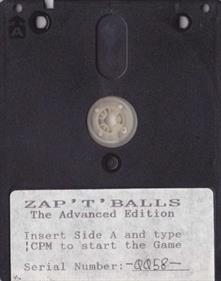 A
ZAP'T'BALLS
The Advanced Edition
Insert Side A and type
¦CPM to start the Game
Serial Number:-QQ58-